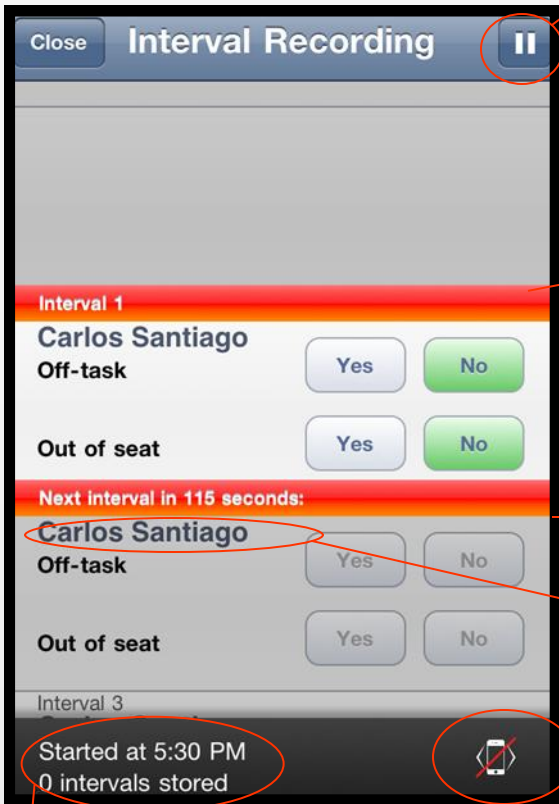 Close Interval Recording
Interval 1
Carlos Santiago
Off-task Yes No
Out of seat Yes No
Next interval in 115 seconds:
Carlos Santiago
Off-task Yes No
Out of seat Yes No
Interval 3
Started at 5:30 PM
0 intervals stored